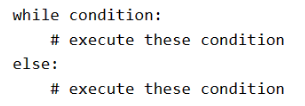 while condition:
    # execute these condition
else:
    # execute these condition